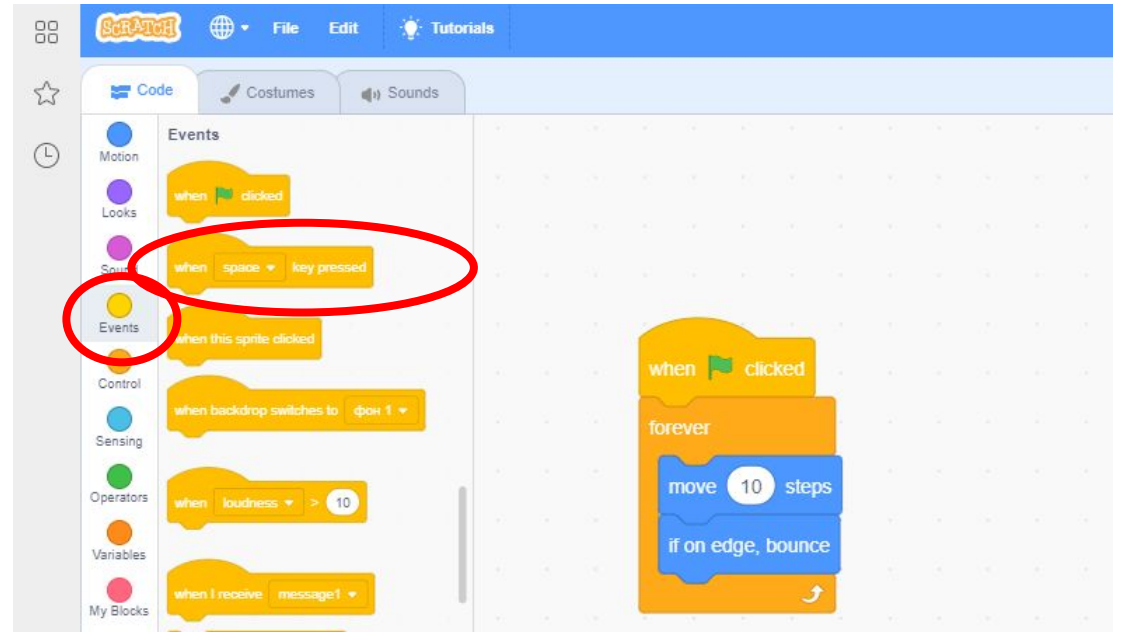 SCRATCH File Edit Tutorials
Code Costumes Sounds
Motion
Looks
Sound
Events
Control
Sensing
Operators
Variables
My Blocks
Events
when clicked
when space key pressed
when this sprite clicked
when backdrop switches to фон 1
when loudness > 10
when I receive message1
when clicked
forever
move 10 steps
if on edge, bounce